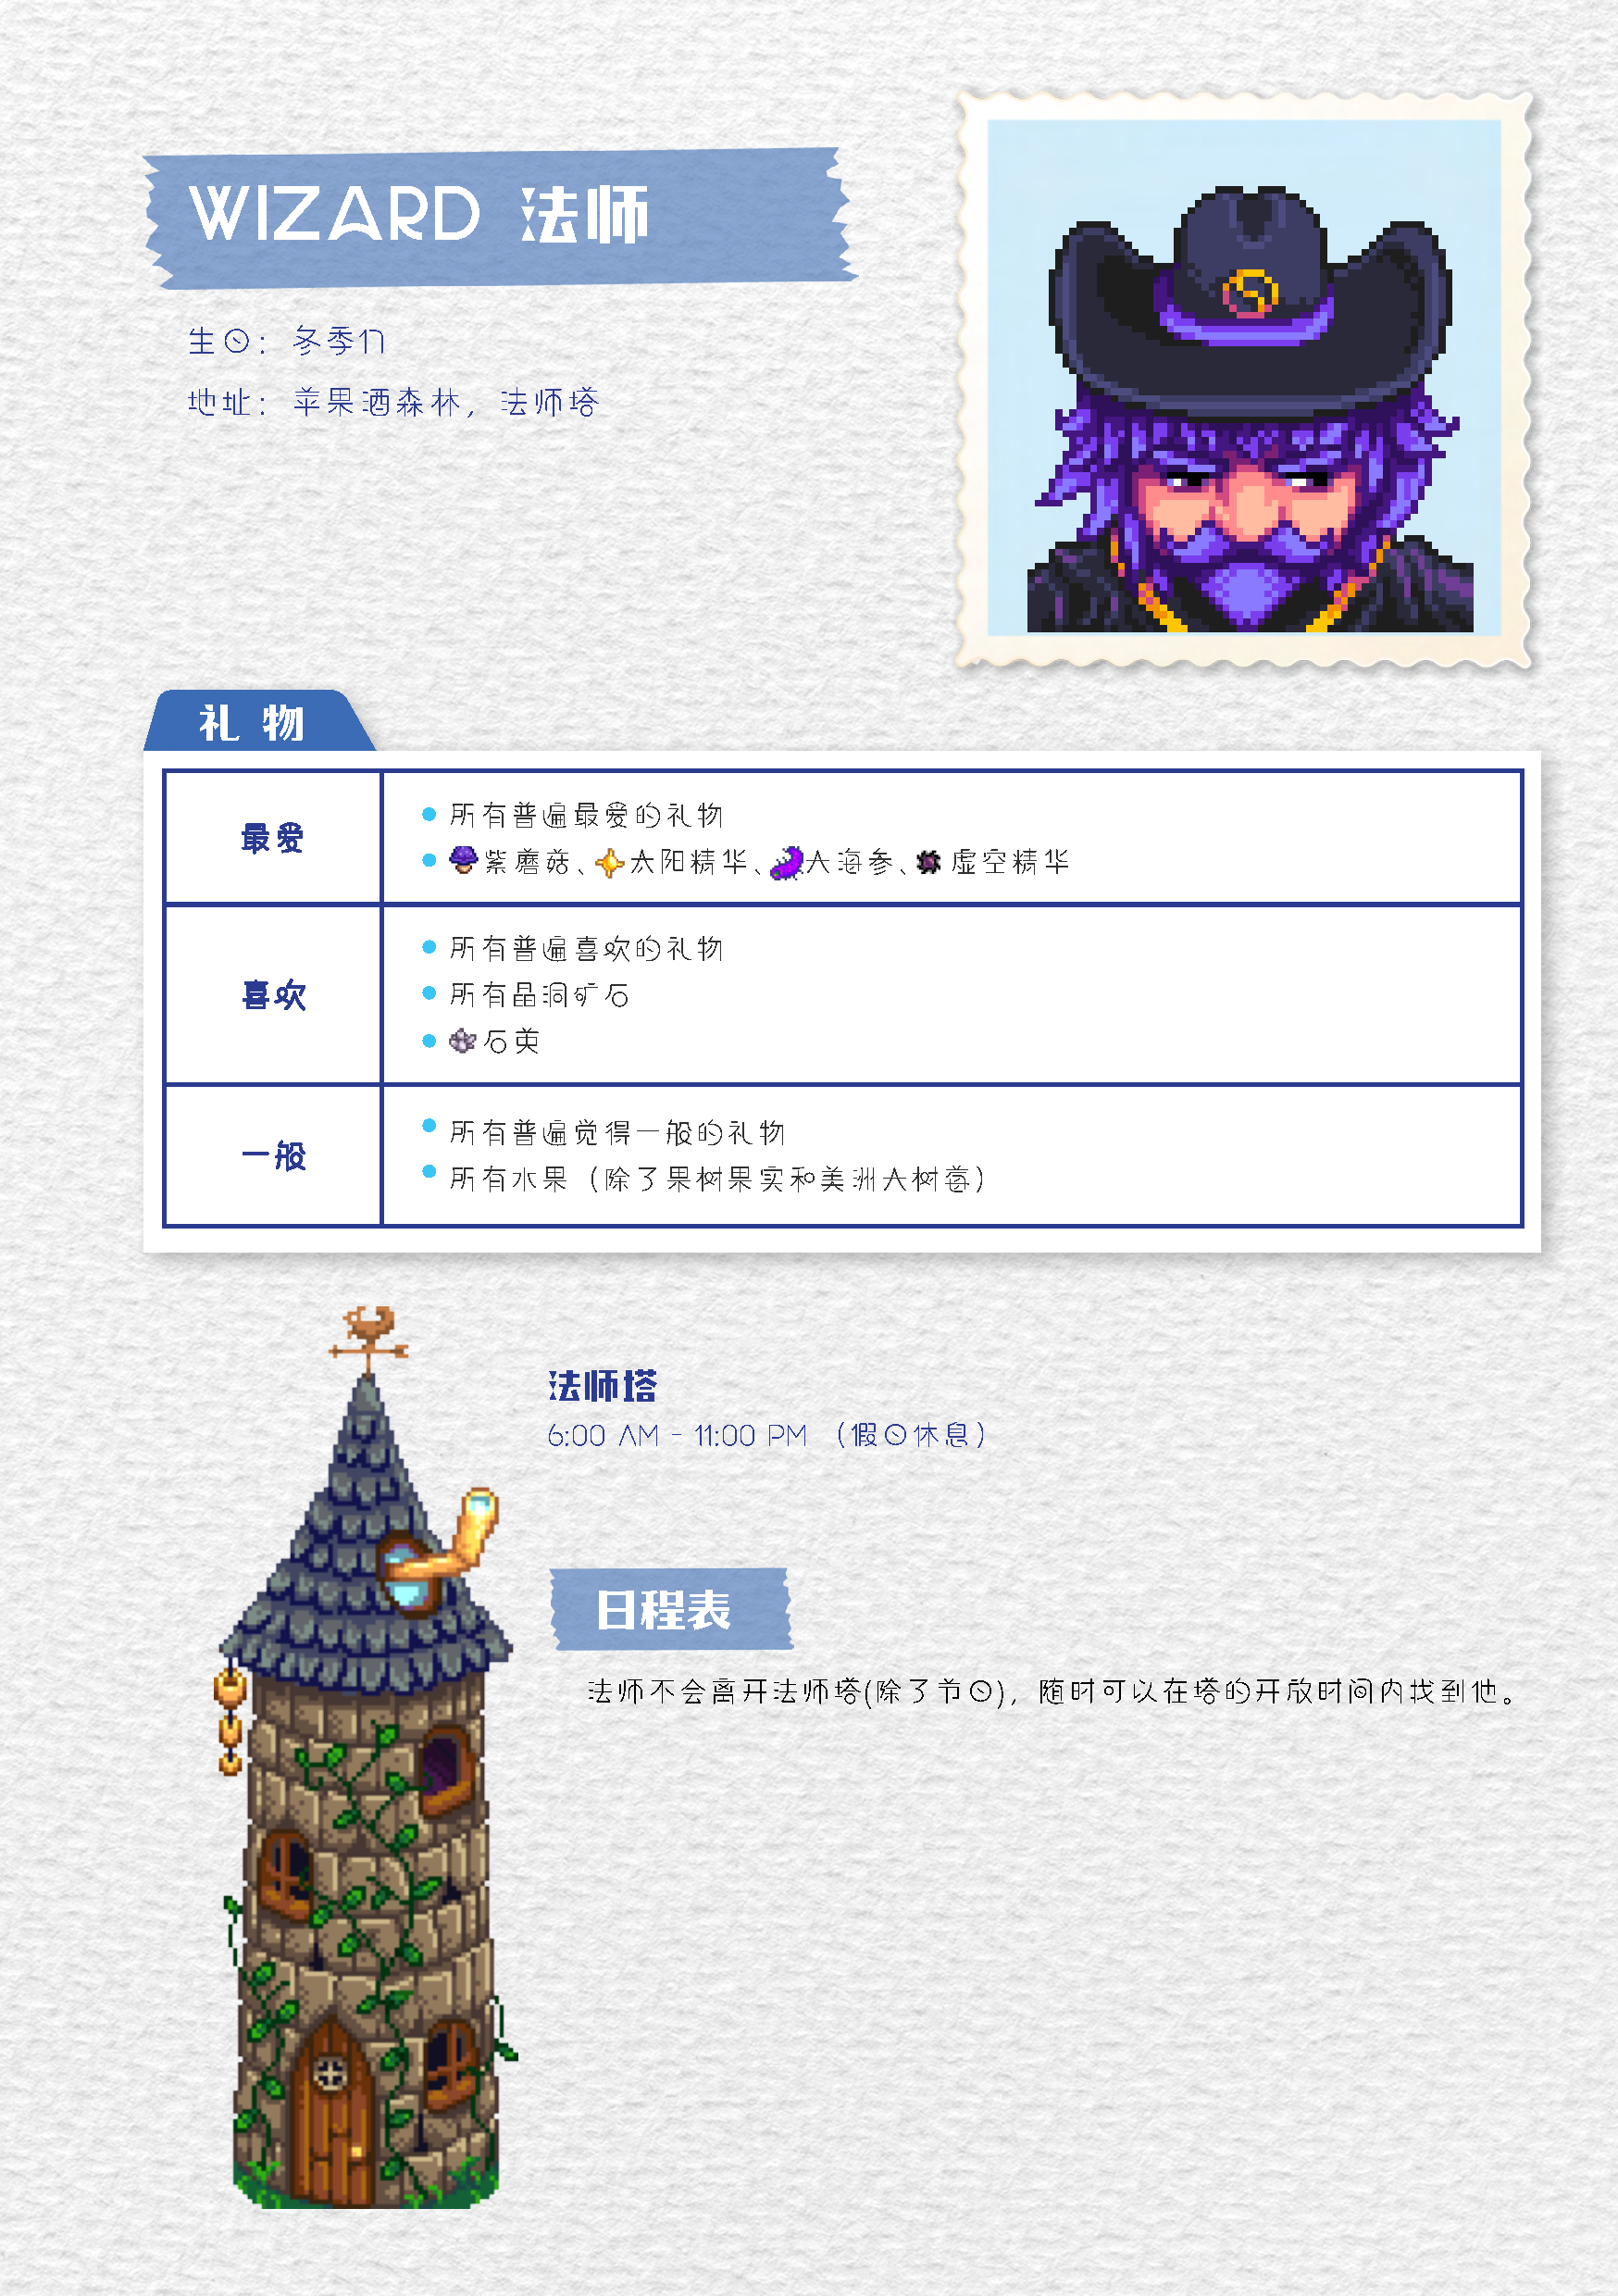 WIZARD 法师
生日：冬季17
地址：苹果酒森林，法师塔
礼 物
最爱
所有普遍最爱的礼物
紫蘑菇、太阳精华、大海参、虚空精华
喜欢
所有普遍喜欢的礼物
所有晶洞矿石
石英
一般
所有普遍觉得一般的礼物
所有水果（除了果树果实和美洲大树莓）
法师塔
6:00 AM - 11:00 PM （假日休息）
日程表
法师不会离开法师塔(除了节日)，随时可以在塔的开放时间内找到他。